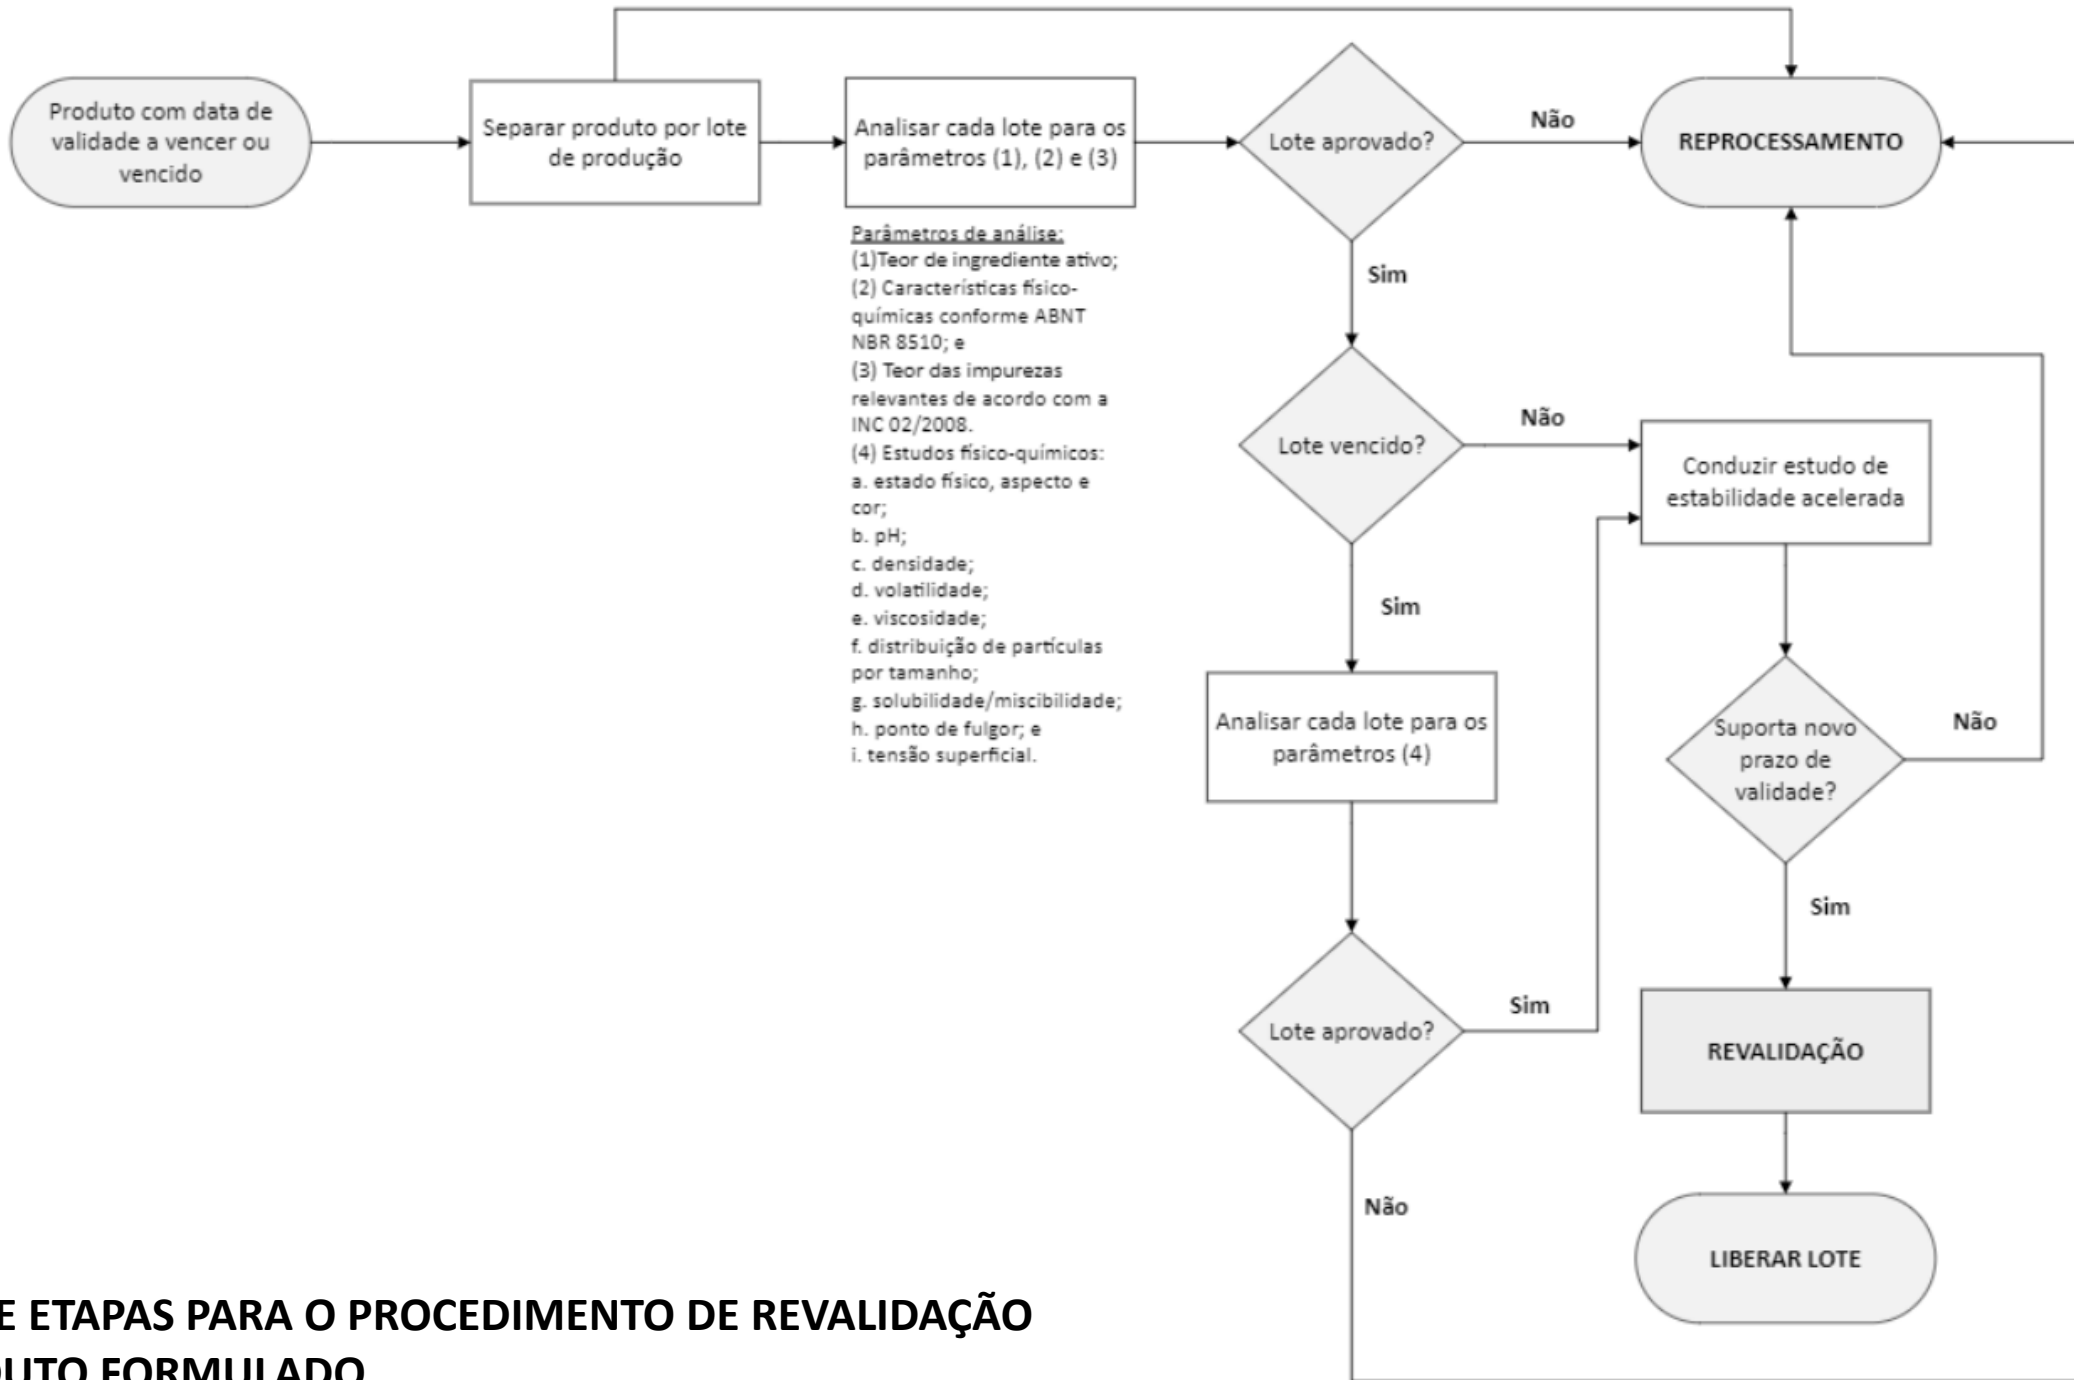 Produto com data de
validade a vencer ou
vencido
Separar produto por lote
de produção
Analisar cada lote para os
parâmetros (1), (2) e (3)
Parâmetros de análise:
(1)Teor de ingrediente ativo;
(2) Características físico-
químicas conforme ABNT
NBR 8510; e
(3) Teor das impurezas
relevantes de acordo com a
INC 02/2008.
(4) Estudos físico-químicos:
a. estado físico, aspecto e
cor;
b. pH;
c. densidade;
d. volatilidade;
e. viscosidade;
f. distribuição de partículas
por tamanho;
g. solubilidade/miscibilidade;
h. ponto de fulgor; e
i. tensão superficial.
Lote aprovado?
Não
REPROCESSAMENTO
Sim
Lote vencido?
Não
Conduzir estudo de
estabilidade acelerada
Sim
Analisar cada lote para os
parâmetros (4)
Suporta novo
prazo de
validade?
Não
Sim
Lote aprovado?
Sim
REVALIDAÇÃO
Não
LIBERAR LOTE
E ETAPAS PARA O PROCEDIMENTO DE REVALIDAÇÃO
DUTO FORMULADO